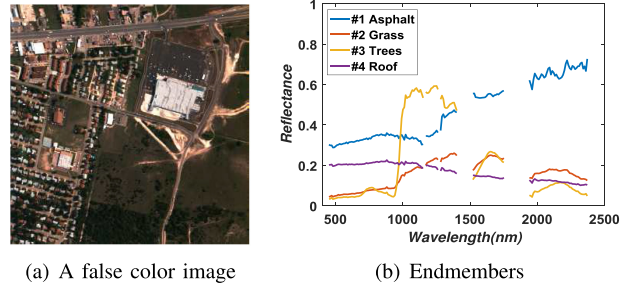 #1 Asphalt
#2 Grass
#3 Trees
#4 Roof
Reflectance
1
0.8
0.6
0.4
0.2
0
500 1000 1500 2000 2500
Wavelength(nm)
(a) A false color image
(b) Endmembers